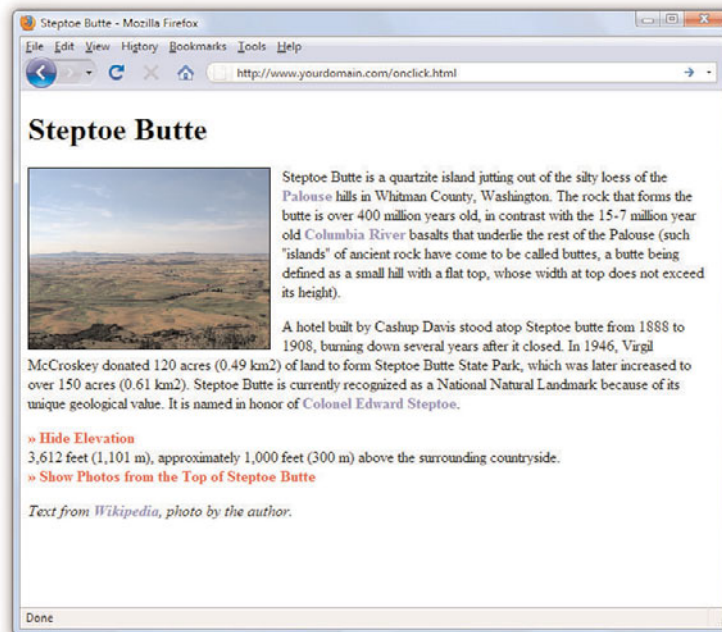 Steptoe Butte - Mozilla Firefox
File Edit View History Bookmarks Tools Help
http://www.yourdomain.com/onclick.html
Steptoe Butte
Steptoe Butte is a quartzite island jutting out of the silty loess of the
Palouse hills in Whitman County, Washington. The rock that forms the
butte is over 400 million years old, in contrast with the 15-7 million year
old Columbia River basalts that underlie the rest of the Palouse (such
"islands" of ancient rock have come to be called buttes, a butte being
defined as a small hill with a flat top, whose width at top does not exceed
its height).
A hotel built by Cashup Davis stood atop Steptoe butte from 1888 to
1908, burning down several years after it closed. In 1946, Virgil
McCroskey donated 120 acres (0.49 km2) of land to form Steptoe Butte State Park, which was later increased to
over 150 acres (0.61 km2). Steptoe Butte is currently recognized as a National Natural Landmark because of its
unique geological value. It is named in honor of Colonel Edward Steptoe.
» Hide Elevation
3,612 feet (1,101 m), approximately 1,000 feet (300 m) above the surrounding countryside.
» Show Photos from the Top of Steptoe Butte
Text from Wikipedia, photo by the author.
Done